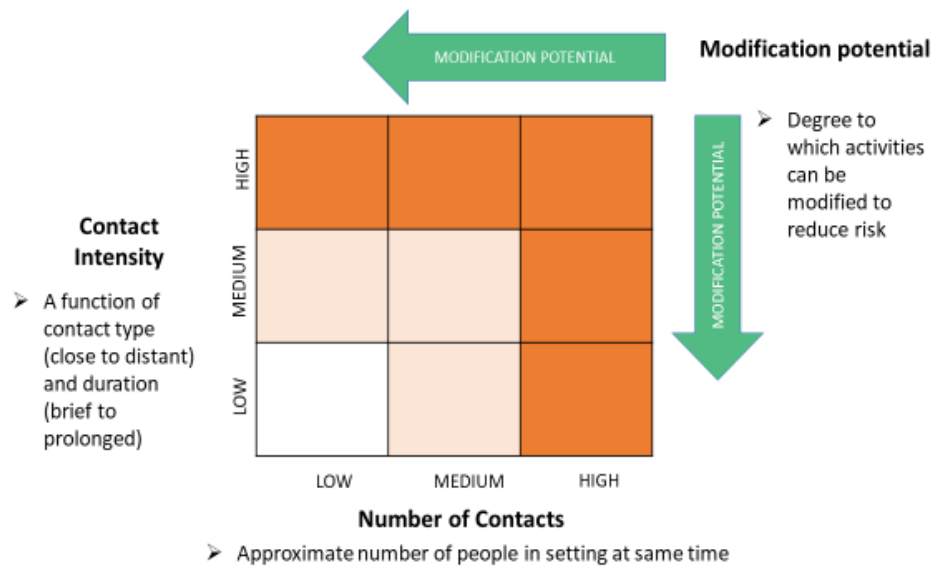 MODIFICATION POTENTIAL
Modification potential
➤ Degree to
which activities
can be
modified to
reduce risk
MODIFICATION POTENTIAL
Contact
Intensity
➤ A function of
contact type
(close to distant)
and duration
(brief to
prolonged)
HIGH
MEDIUM
LOW
LOW MEDIUM HIGH
Number of Contacts
➤ Approximate number of people in setting at same time